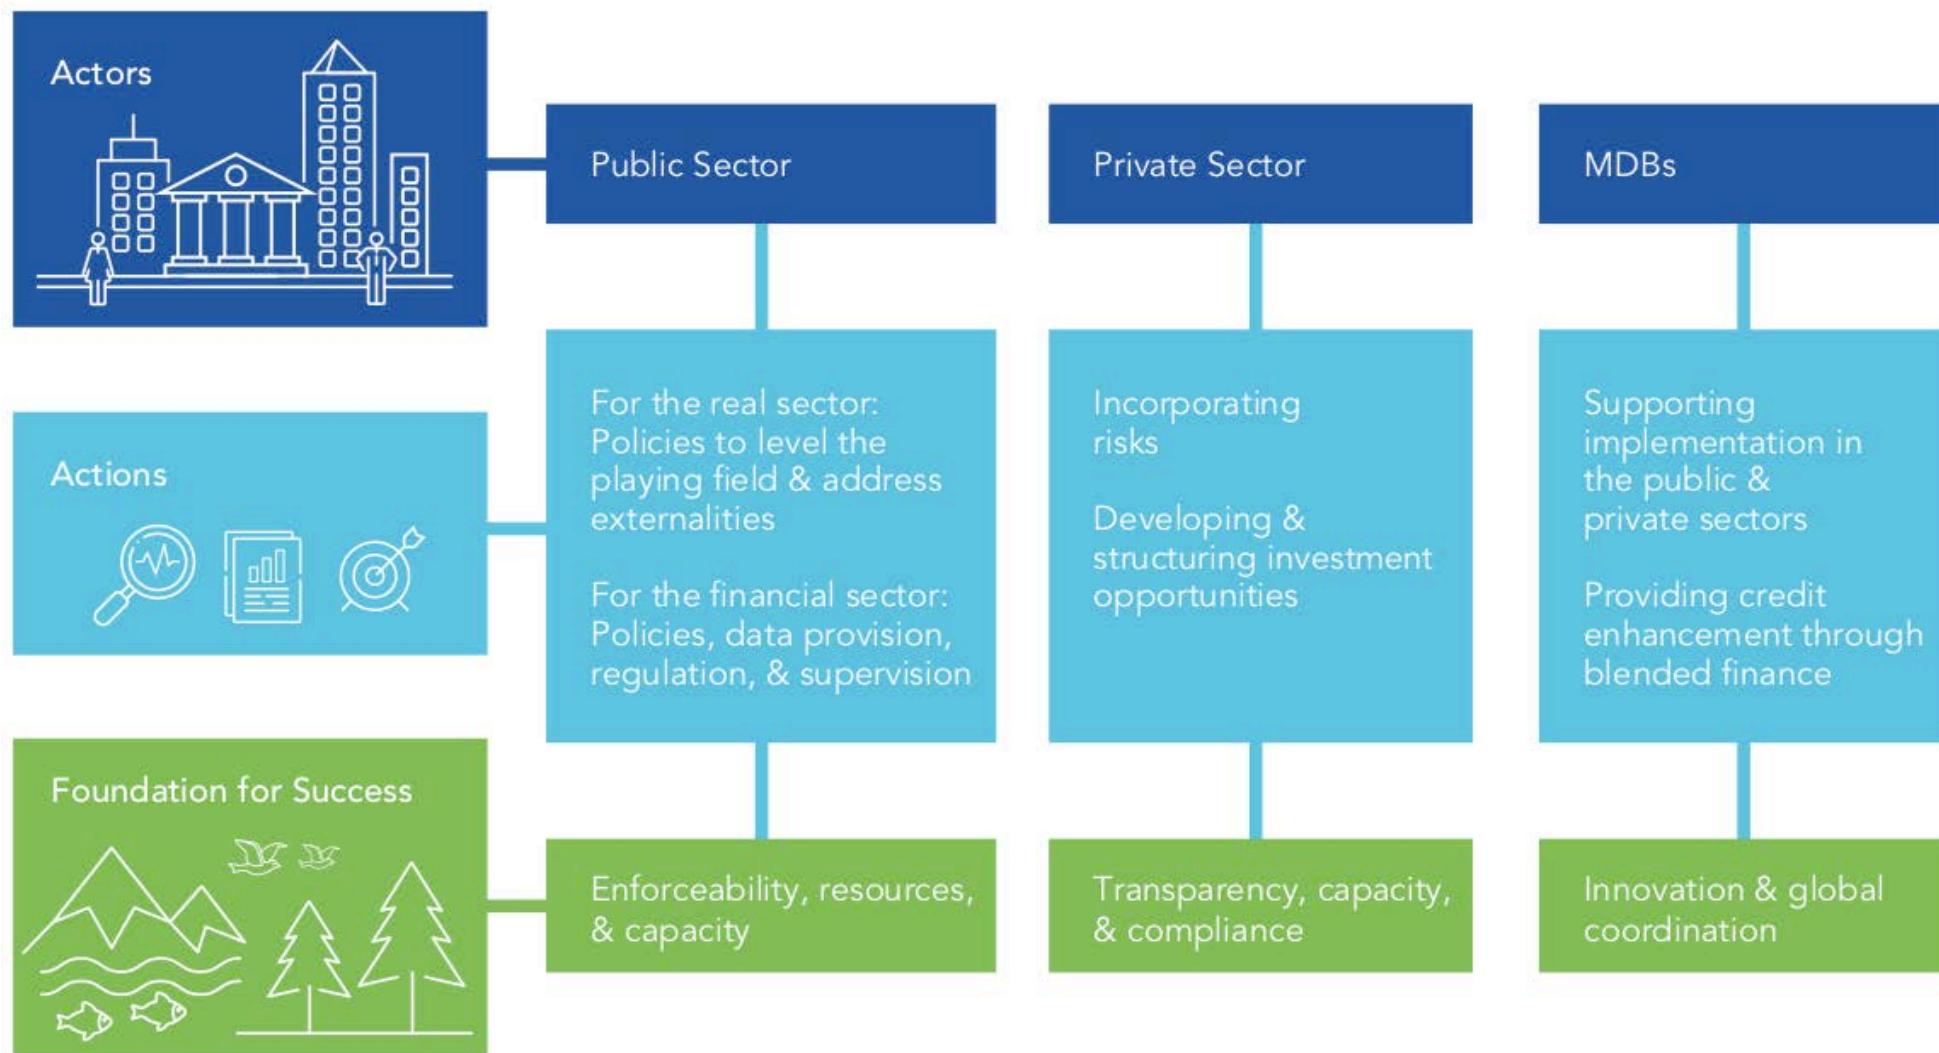 Actors
Public Sector
Private Sector
MDBs
Actions
For the real sector:
Policies to level the
playing field & address
externalities
For the financial sector:
Policies, data provision,
regulation, & supervision
Incorporating
risks
Developing &
structuring investment
opportunities
Supporting
implementation in
the public &
private sectors
Providing credit
enhancement through
blended finance
Foundation for Success
Enforceability, resources,
& capacity
Transparency, capacity,
& compliance
Innovation & global
coordination